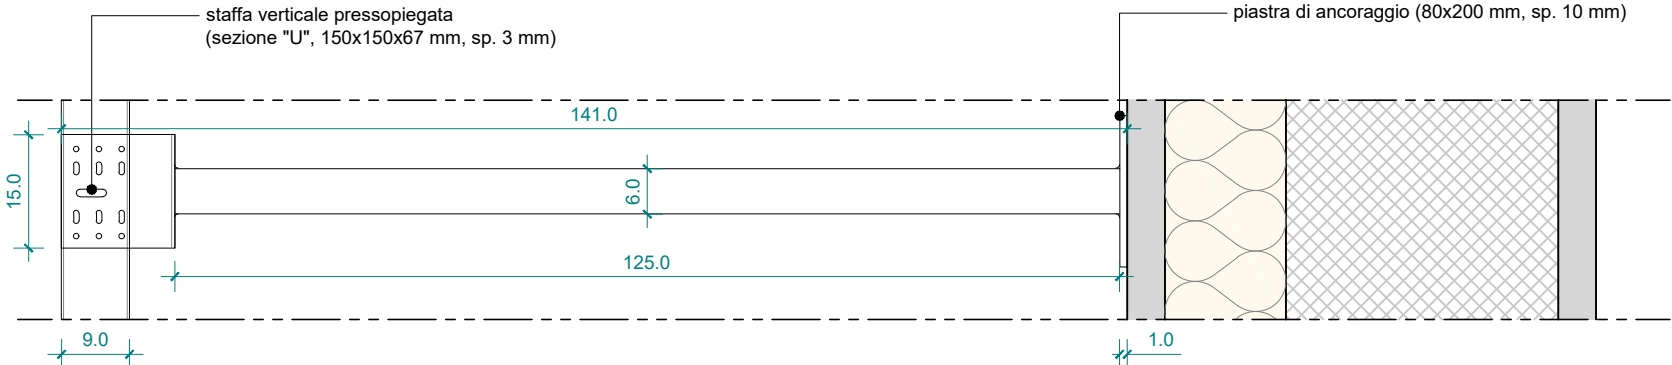 staffa verticale pressopiegata
(sezione "U", 150x150x67 mm, sp. 3 mm)
piastra di ancoraggio (80x200 mm, sp. 10 mm)
141.0
15.0
6.0
125.0
9.0
1.0